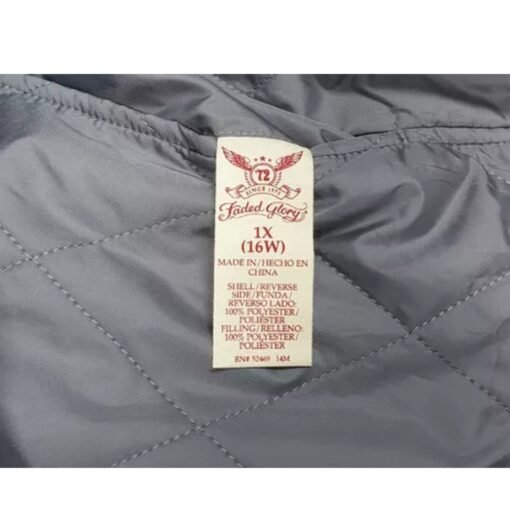 72
SINCE 1972
Faded Glory
1X
(16W)
MADE IN/HECHO EN
CHINA
SHELL/REVERSE
SIDE/FUNDA/
REVERSO LADO:
100% POLYESTER/
POLIÉSTER
FILLING/RELLENO:
100% POLYESTER/
POLIÉSTER
RN# 52469 14M